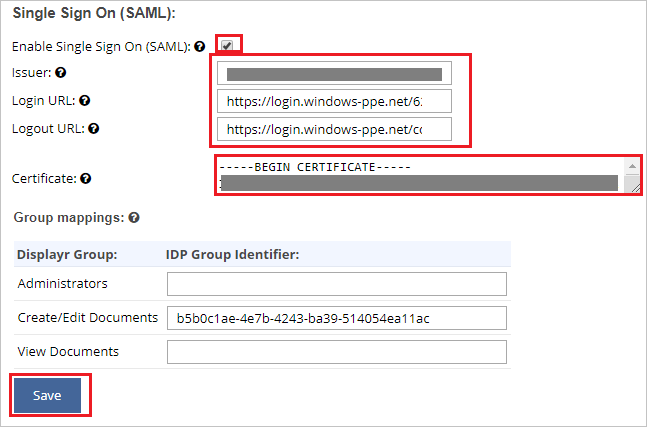 Single Sign On (SAML):
Enable Single Sign On (SAML): ?
Issuer: ?
Login URL: ? https://login.windows-ppe.net/62
Logout URL: ? https://login.windows-ppe.net/cc
-----BEGIN CERTIFICATE-----
Certificate: ?
Group mappings: ?
Displayr Group: IDP Group Identifier:
Administrators
Create/Edit Documents b5b0c1ae-4e7b-4243-ba39-514054ea11ac
View Documents
Save